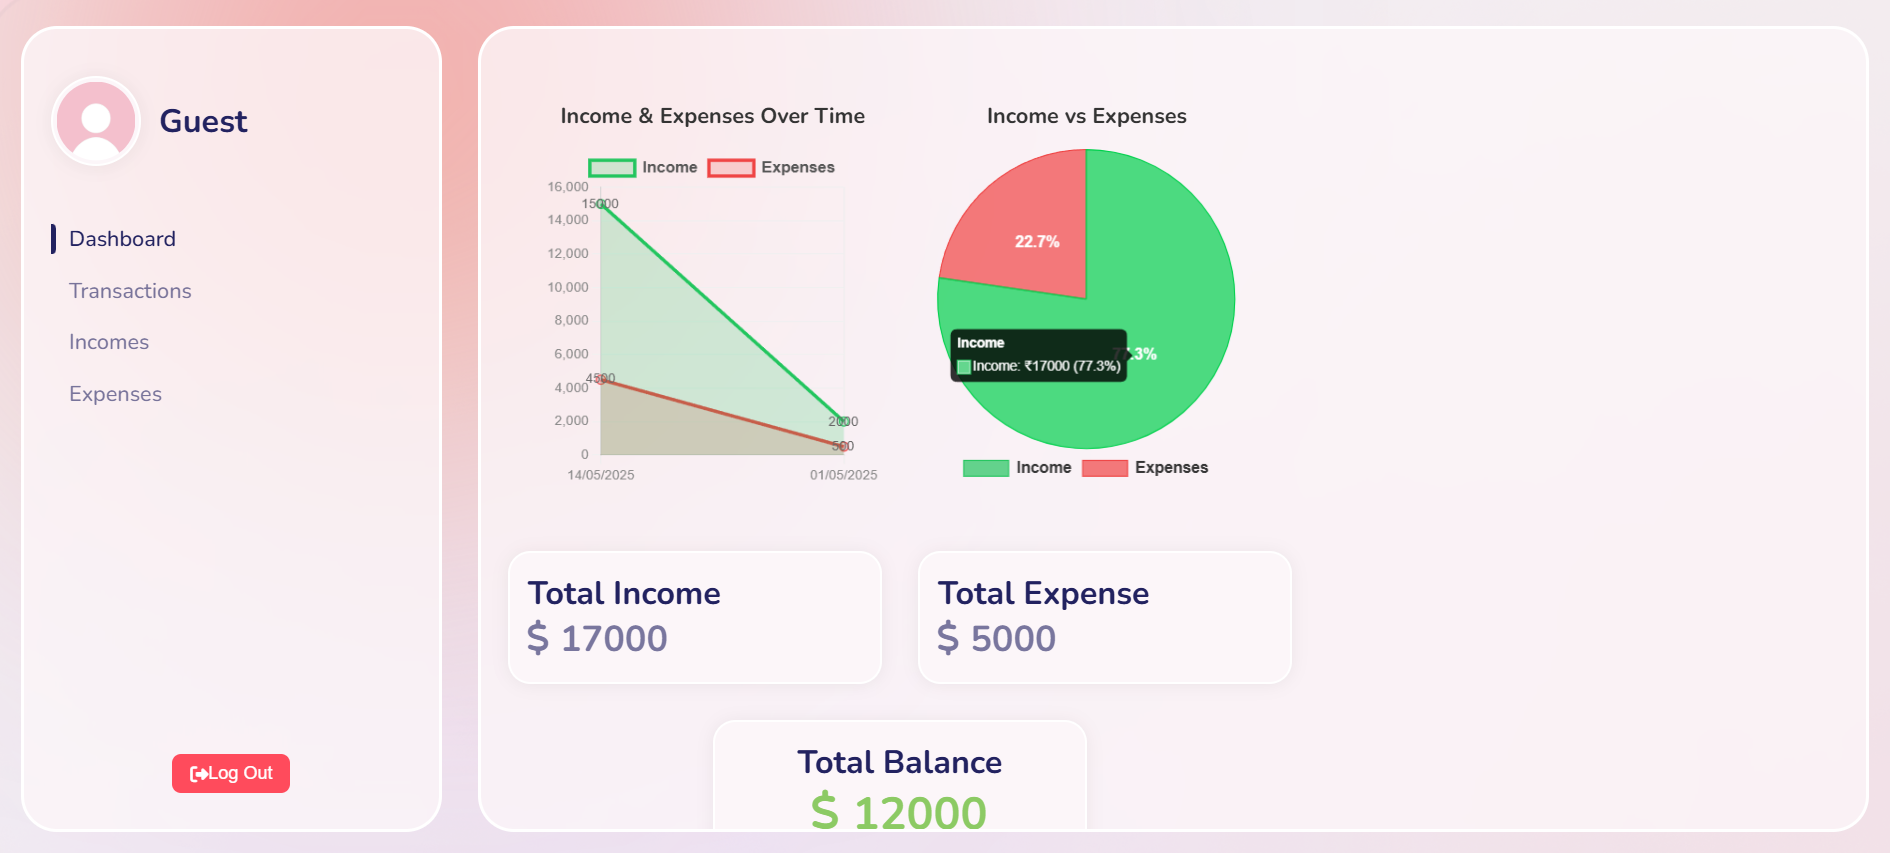 Guest
Dashboard
Transactions
Incomes
Expenses
Log Out
Income & Expenses Over Time
Income Expenses
16,000
15000
14,000
12,000
10,000
8,000
6,000
4500
4,000
2,000
2000
500
0
14/05/2025 01/05/2025
Income vs Expenses
22.7%
77.3%
Income
Income: ₹17000 (77.3%)
Income Expenses
Total Income
$ 17000
Total Expense
$ 5000
Total Balance
$ 12000